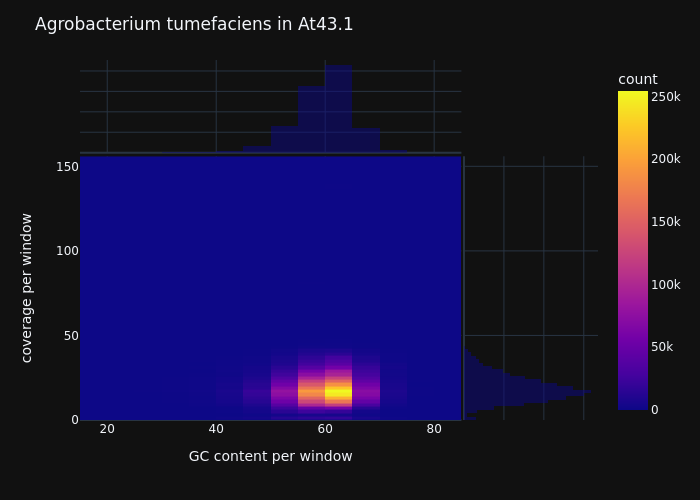 Agrobacterium tumefaciens in At43.1
count
250k
200k
150k
100k
50k
0
coverage per window
150
100
50
0
20 40 60 80
GC content per window